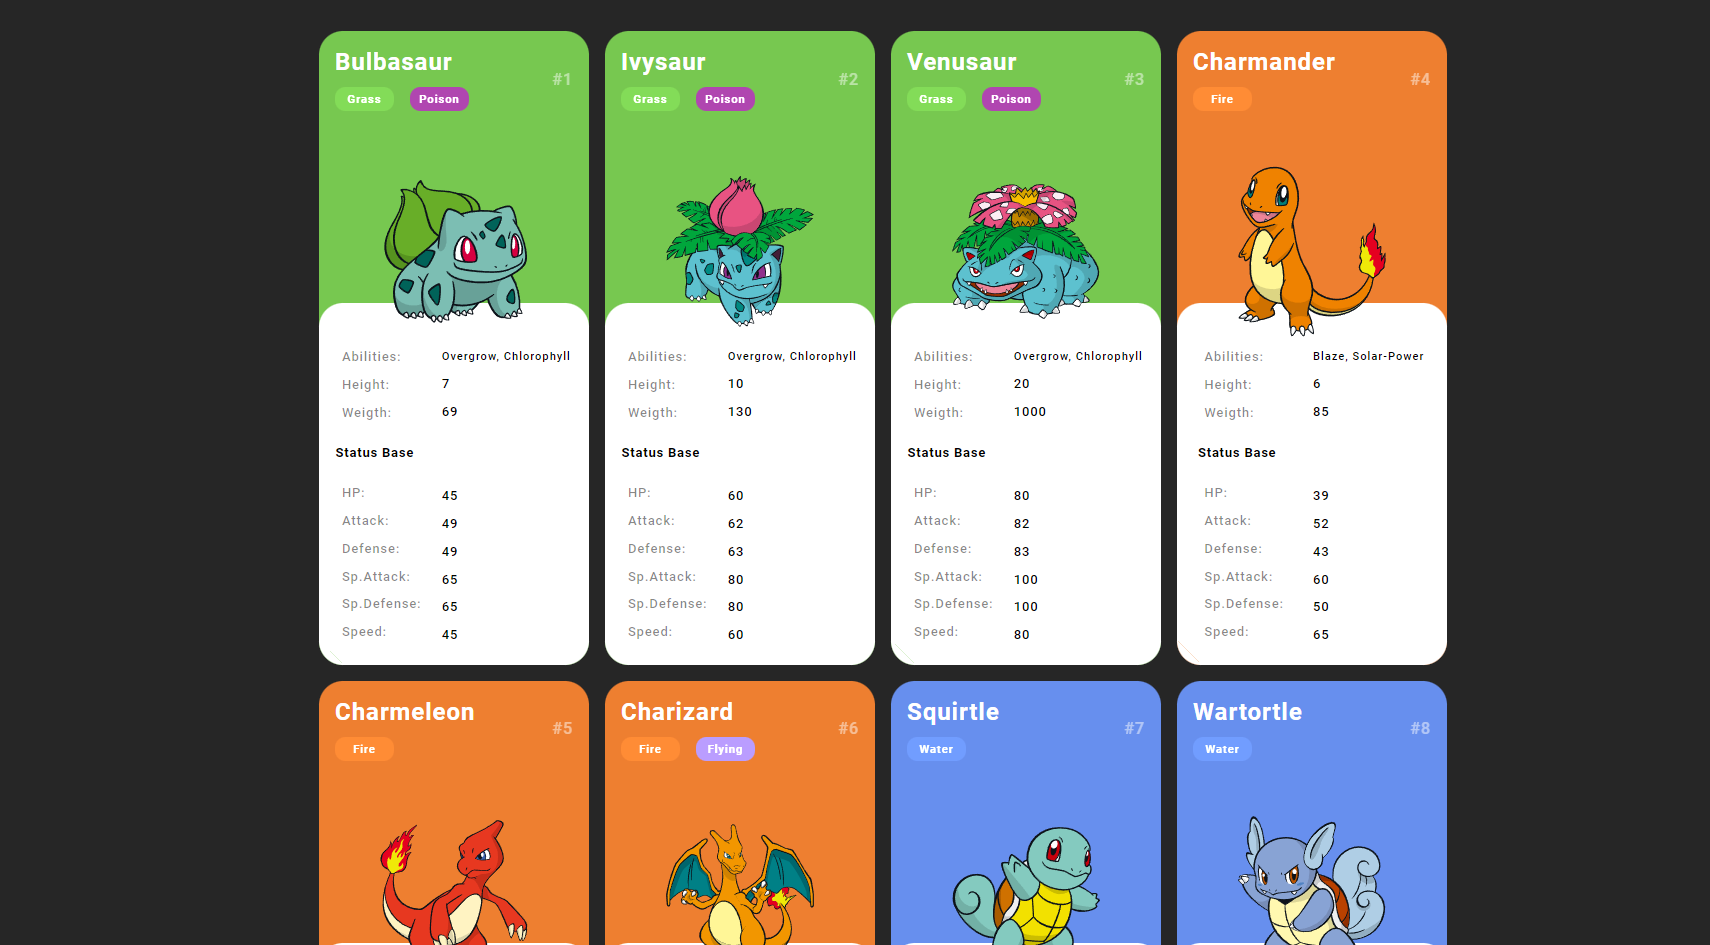 Bulbasaur
#1
Grass Poison
Abilities: Overgrow, Chlorophyll
Height: 7
Weigth: 69
Status Base
HP: 45
Attack: 49
Defense: 49
Sp.Attack: 65
Sp.Defense: 65
Speed: 45
Ivysaur
#2
Grass Poison
Abilities: Overgrow, Chlorophyll
Height: 10
Weigth: 130
Status Base
HP: 60
Attack: 62
Defense: 63
Sp.Attack: 80
Sp.Defense: 80
Speed: 60
Venusaur
#3
Grass Poison
Abilities: Overgrow, Chlorophyll
Height: 20
Weigth: 1000
Status Base
HP: 80
Attack: 82
Defense: 83
Sp.Attack: 100
Sp.Defense: 100
Speed: 80
Charmander
#4
Fire
Abilities: Blaze, Solar-Power
Height: 6
Weigth: 85
Status Base
HP: 39
Attack: 52
Defense: 43
Sp.Attack: 60
Sp.Defense: 50
Speed: 65
Charmeleon
#5
Fire
Charizard
#6
Fire Flying
Squirtle
#7
Water
Wartortle
#8
Water